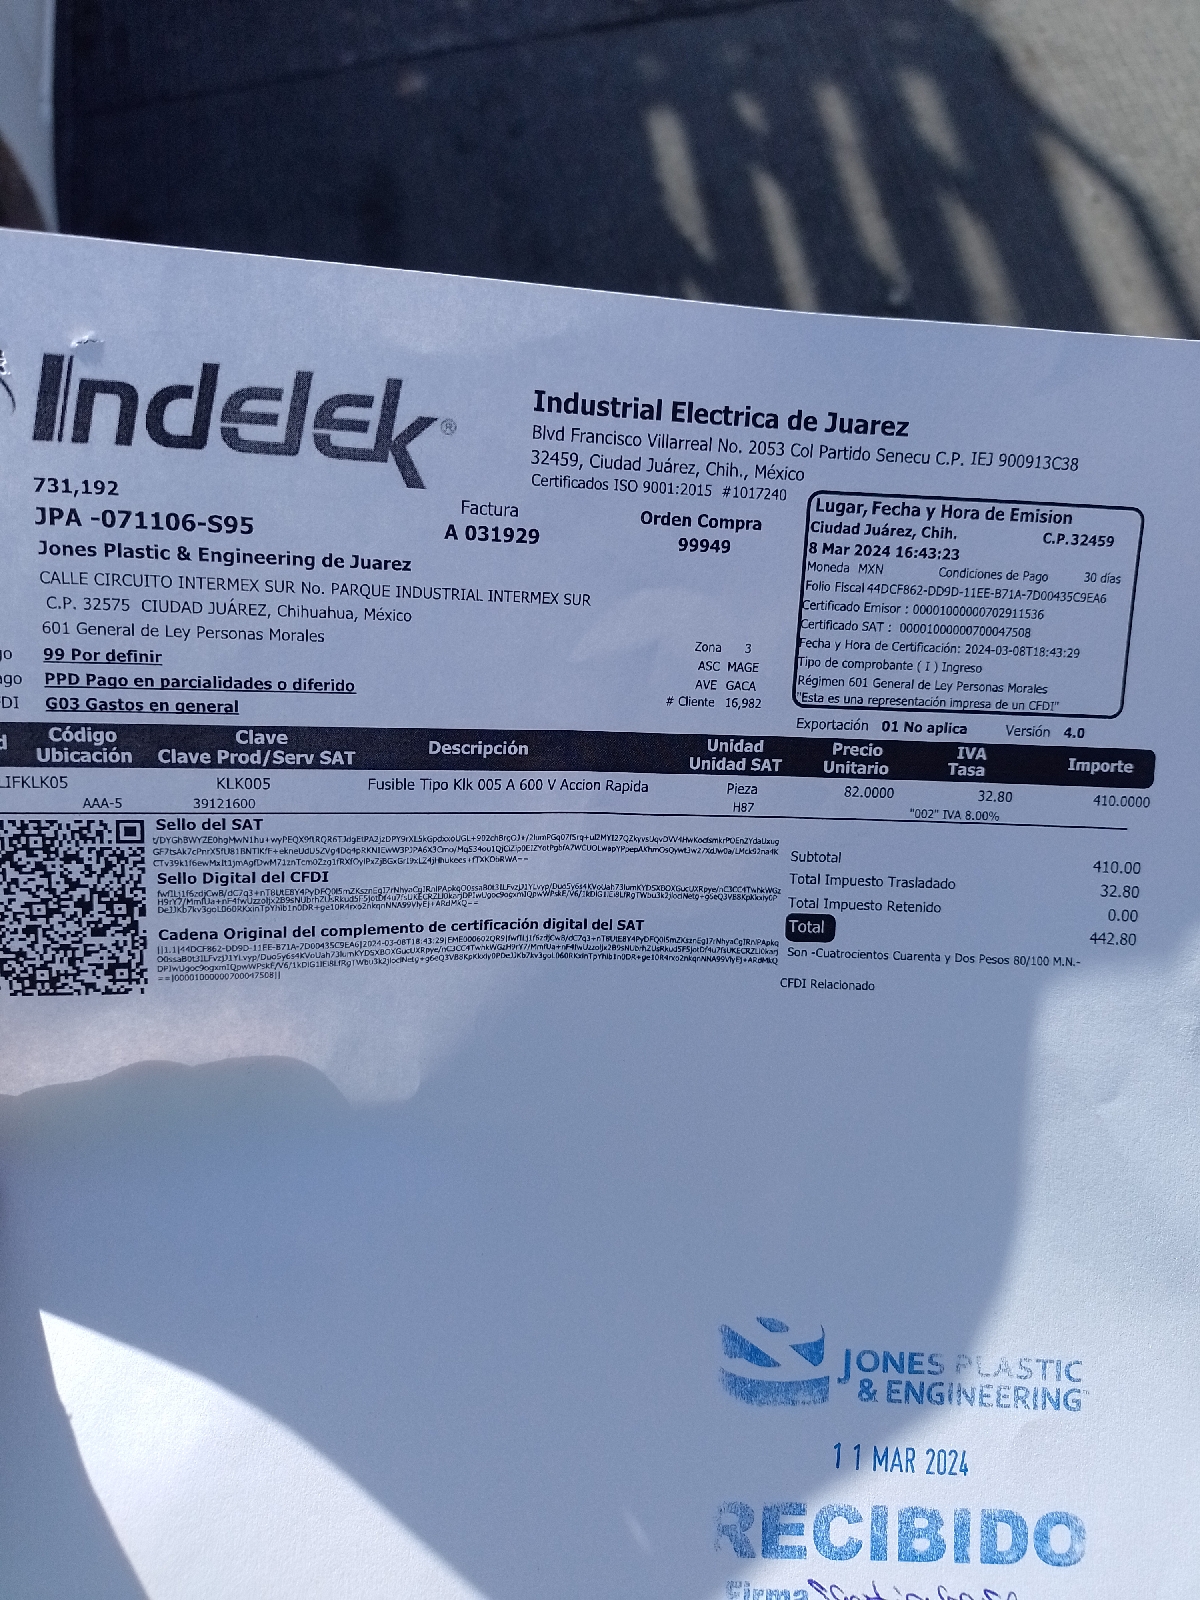 Indelek®
Industrial Electrica de Juarez
Blvd Francisco Villarreal No. 2053 Col Partido Senecu C.P. IEJ 900913C38
32459, Ciudad Juárez, Chih., México
Certificados ISO 9001:2015 #1017240
731,192
JPA -071106-S95
Factura
A 031929
Orden Compra
99949
Jones Plastic & Engineering de Juarez
CALLE CIRCUITO INTERMEX SUR No. PARQUE INDUSTRIAL INTERMEX SUR
C.P. 32575 CIUDAD JUÁREZ, Chihuahua, México
601 General de Ley Personas Morales
99 Por definir
PPD Pago en parcialidades o diferido
G03 Gastos en general
Zona 3
ASC MAGE
AVE GACA
# Cliente 16,982
Lugar, Fecha y Hora de Emision
Ciudad Juárez, Chih. C.P.32459
8 Mar 2024 16:43:23
Moneda MXN Condiciones de Pago 30 días
Folio Fiscal 44DCF862-DD9D-11EE-B71A-7D00435C9EA6
Certificado Emisor : 00001000000702911536
Certificado SAT : 00001000000700047508
Fecha y Hora de Certificación: 2024-03-08T18:43:29
Tipo de comprobante ( I ) Ingreso
Régimen 601 General de Ley Personas Morales
"Esta es una representación impresa de un CFDI"
Exportación 01 No aplica Versión 4.0
Código Ubicación
Clave Clave Prod/Serv SAT
Descripción
Unidad Unidad SAT
Precio Unitario
IVA Tasa
Importe
LIFKLK05 KLK005 Fusible Tipo Klk 005 A 600 V Accion Rapida Pieza 82.0000 32.80 410.0000
AAA-5 39121600 H87 "002" IVA 8.00%
Sello del SAT
Sello Digital del CFDI
Cadena Original del complemento de certificación digital del SAT
Subtotal 410.00
Total Impuesto Trasladado 32.80
Total Impuesto Retenido 0.00
Total 442.80
Son -Cuatrocientos Cuarenta y Dos Pesos 80/100 M.N.-
CFDI Relacionado
JONES PLASTIC
& ENGINEERING
11 MAR 2024
RECIBIDO
Firma